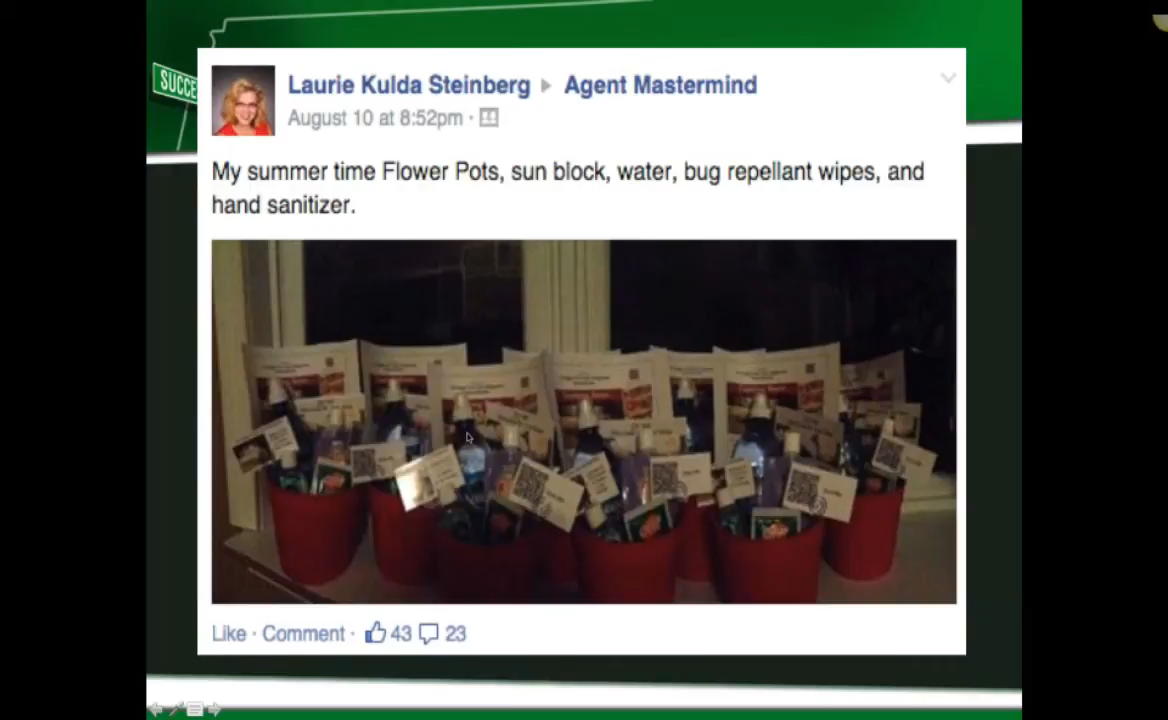 SUCCE
Laurie Kulda Steinberg ▸ Agent Mastermind
August 10 at 8:52pm ·
My summer time Flower Pots, sun block, water, bug repellant wipes, and
hand sanitizer.
Like · Comment · 43 23